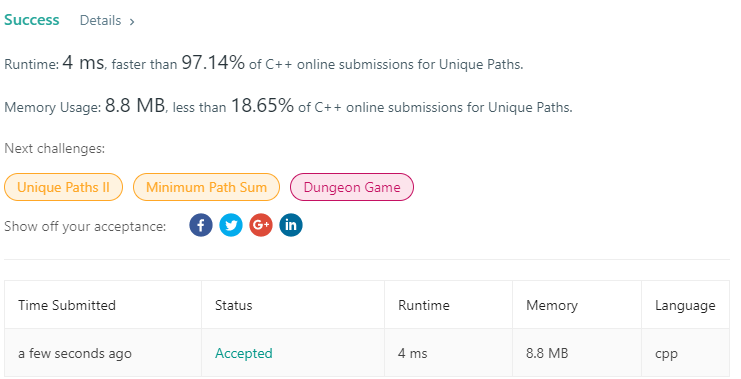 Success Details ›
Runtime: 4 ms, faster than 97.14% of C++ online submissions for Unique Paths.
Memory Usage: 8.8 MB, less than 18.65% of C++ online submissions for Unique Paths.
Next challenges:
Unique Paths II Minimum Path Sum Dungeon Game
Show off your acceptance: f G+ in
Time Submitted Status Runtime Memory Language
a few seconds ago Accepted 4 ms 8.8 MB cpp